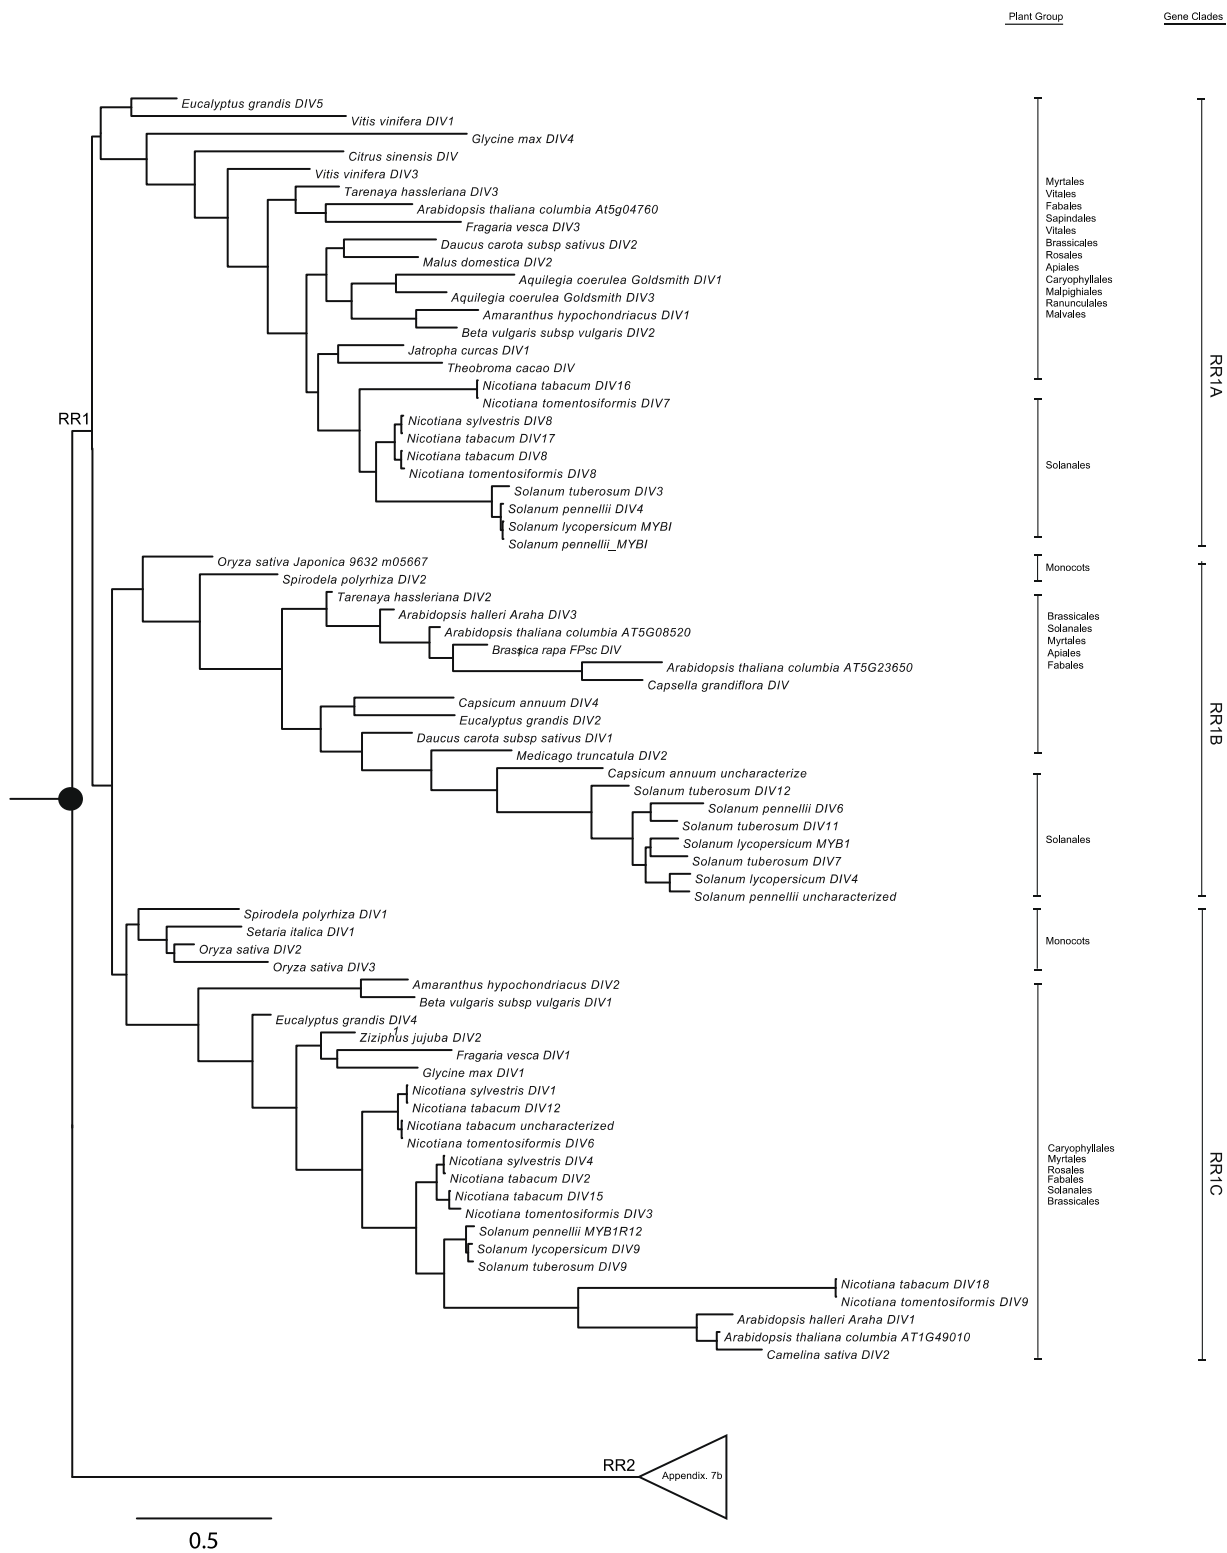 Plant Group
Gene Clades
Eucalyptus grandis DIV5
Vitis vinifera DIV1
Glycine max DIV4
Citrus sinensis DIV
Vitis vinifera DIV3
Tarenaya hassleriana DIV3
Arabidopsis thaliana columbia At5g04760
Fragaria vesca DIV3
Daucus carota subsp sativus DIV2
Malus domestica DIV2
Aquilegia coerulea Goldsmith DIV1
Aquilegia coerulea Goldsmith DIV3
Amaranthus hypochondriacus DIV1
Beta vulgaris subsp vulgaris DIV2
Jatropha curcas DIV1
Theobroma cacao DIV
Myrtales
Vitales
Fabales
Sapindales
Vitales
Brassicales
Rosales
Apiales
Caryophyllales
Malpighiales
Ranunculales
Malvales
RR1A
Nicotiana tabacum DIV16
Nicotiana tomentosiformis DIV7
RR1
Nicotiana sylvestris DIV8
Nicotiana tabacum DIV17
Nicotiana tabacum DIV8
Nicotiana tomentosiformis DIV8
Solanum tuberosum DIV3
Solanum pennellii DIV4
Solanum lycopersicum MYBI
Solanum pennellii_MYBI
Solanales
Oryza sativa Japonica 9632 m05667
Spirodela polyrhiza DIV2
Monocots
Tarenaya hassleriana DIV2
Arabidopsis halleri Araha DIV3
Arabidopsis thaliana columbia AT5G08520
Brassica rapa FPsc DIV
1
Arabidopsis thaliana columbia AT5G23650
Capsella grandiflora DIV
Capsicum annuum DIV4
Eucalyptus grandis DIV2
Daucus carota subsp sativus DIV1
Medicago truncatula DIV2
Brassicales
Solanales
Myrtales
Apiales
Fabales
RR1B
Capsicum annuum uncharacterize
Solanum tuberosum DIV12
Solanum pennellii DIV6
Solanum tuberosum DIV11
Solanum lycopersicum MYB1
Solanum tuberosum DIV7
Solanum lycopersicum DIV4
Solanum pennellii uncharacterized
Solanales
Spirodela polyrhiza DIV1
Setaria italica DIV1
Oryza sativa DIV2
Oryza sativa DIV3
Monocots
Amaranthus hypochondriacus DIV2
Beta vulgaris subsp vulgaris DIV1
Eucalyptus grandis DIV4
1
Ziziphus jujuba DIV2
Fragaria vesca DIV1
Glycine max DIV1
Nicotiana sylvestris DIV1
Nicotiana tabacum DIV12
Nicotiana tabacum uncharacterized
Nicotiana tomentosiformis DIV6
Nicotiana sylvestris DIV4
Nicotiana tabacum DIV2
Nicotiana tabacum DIV15
Nicotiana tomentosiformis DIV3
Solanum pennellii MYB1R12
Solanum lycopersicum DIV9
Solanum tuberosum DIV9
Nicotiana tabacum DIV18
Nicotiana tomentosiformis DIV9
Arabidopsis halleri Araha DIV1
Arabidopsis thaliana columbia AT1G49010
Camelina sativa DIV2
Caryophyllales
Myrtales
Rosales
Fabales
Solanales
Brassicales
RR1C
RR2
Appendix. 7b
0.5